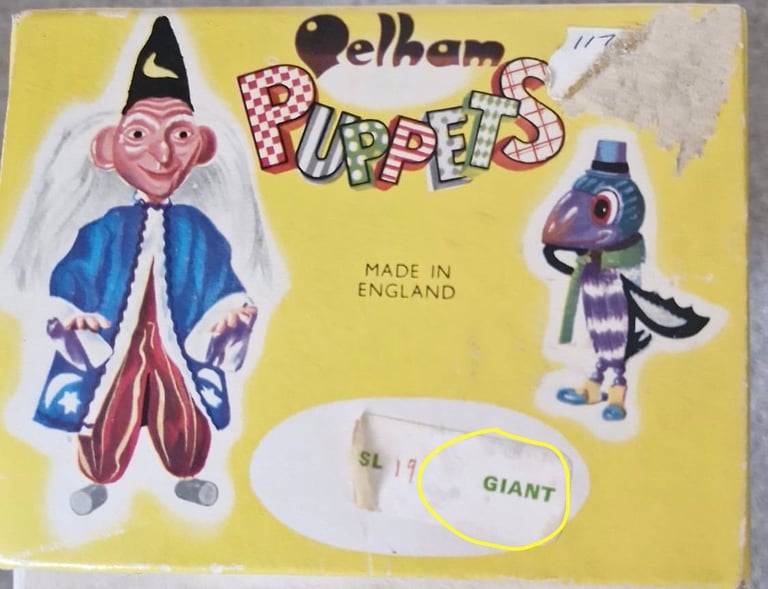 Pelham
PUPPETS
117
MADE IN
ENGLAND
SL 19 GIANT